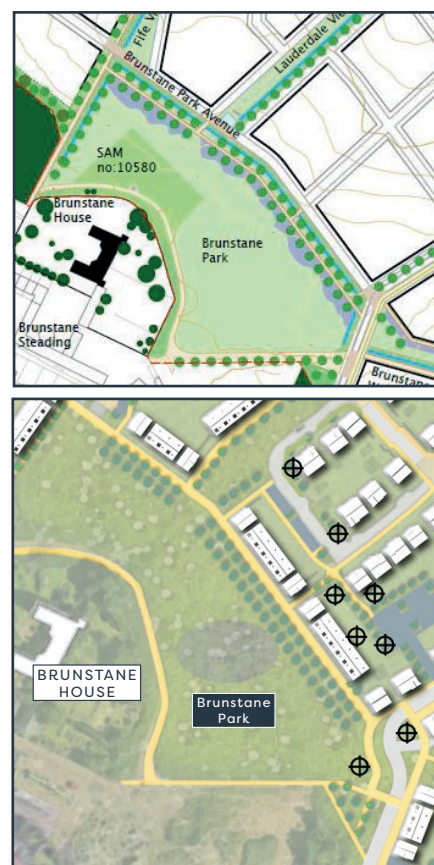 Fife V
Lauderdale Vie
Brunstane Park Avenue
SAM
no:10580
Brunstane
House
Brunstane
Park
Brunstane
Steading
Brunstane
BRUNSTANE
HOUSE
Brunstane
Park